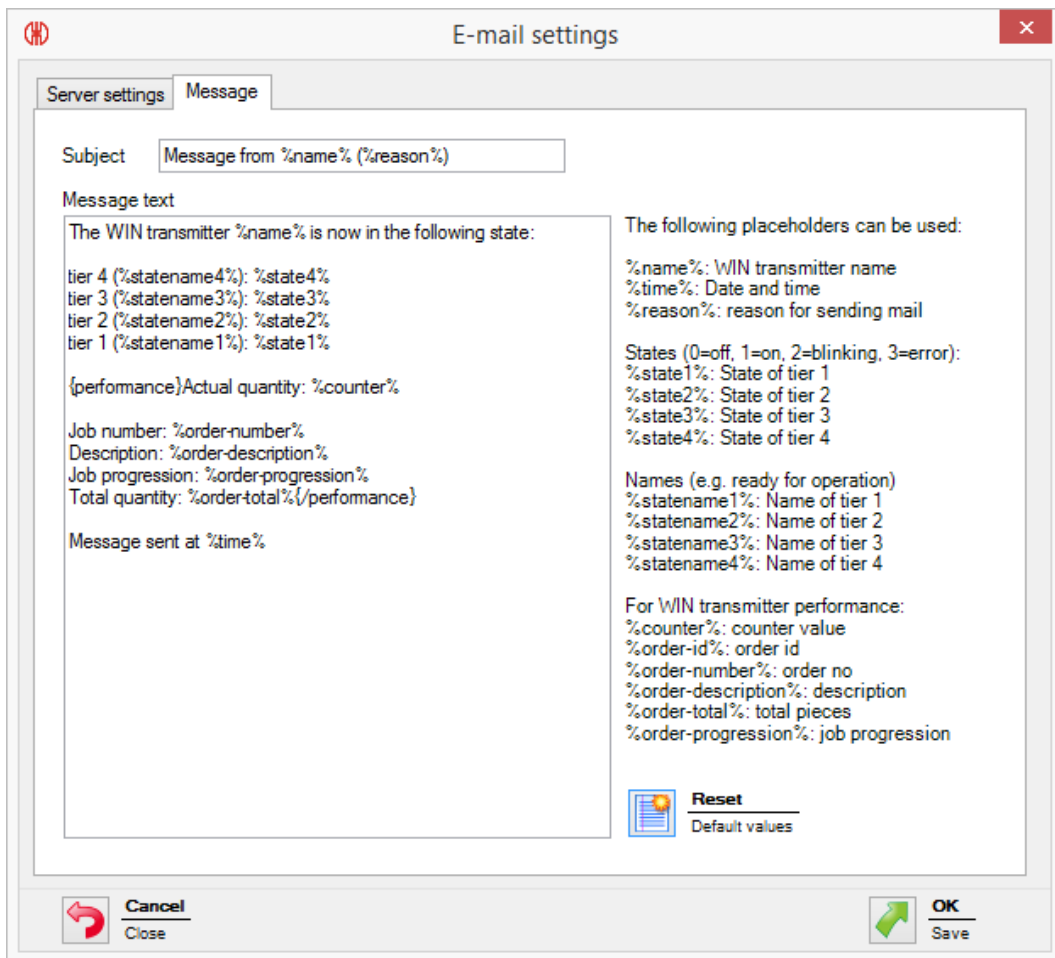 E-mail settings
Server settings
Message
Subject
Message from %name% (%reason%)
Message text
The WIN transmitter %name% is now in the following state:
tier 4 (%statename4%): %state4%
tier 3 (%statename3%): %state3%
tier 2 (%statename2%): %state2%
tier 1 (%statename1%): %state1%
{performance}Actual quantity: %counter%
Job number: %order-number%
Description: %order-description%
Job progression: %order-progression%
Total quantity: %order-total%{/performance}
Message sent at %time%
The following placeholders can be used:
%name%: WIN transmitter name
%time%: Date and time
%reason%: reason for sending mail
States (0=off, 1=on, 2=blinking, 3=error):
%state1%: State of tier 1
%state2%: State of tier 2
%state3%: State of tier 3
%state4%: State of tier 4
Names (e.g. ready for operation)
%statename1%: Name of tier 1
%statename2%: Name of tier 2
%statename3%: Name of tier 3
%statename4%: Name of tier 4
For WIN transmitter performance:
%counter%: counter value
%order-id%: order id
%order-number%: order no
%order-description%: description
%order-total%: total pieces
%order-progression%: job progression
Reset
Default values
Cancel
Close
OK
Save